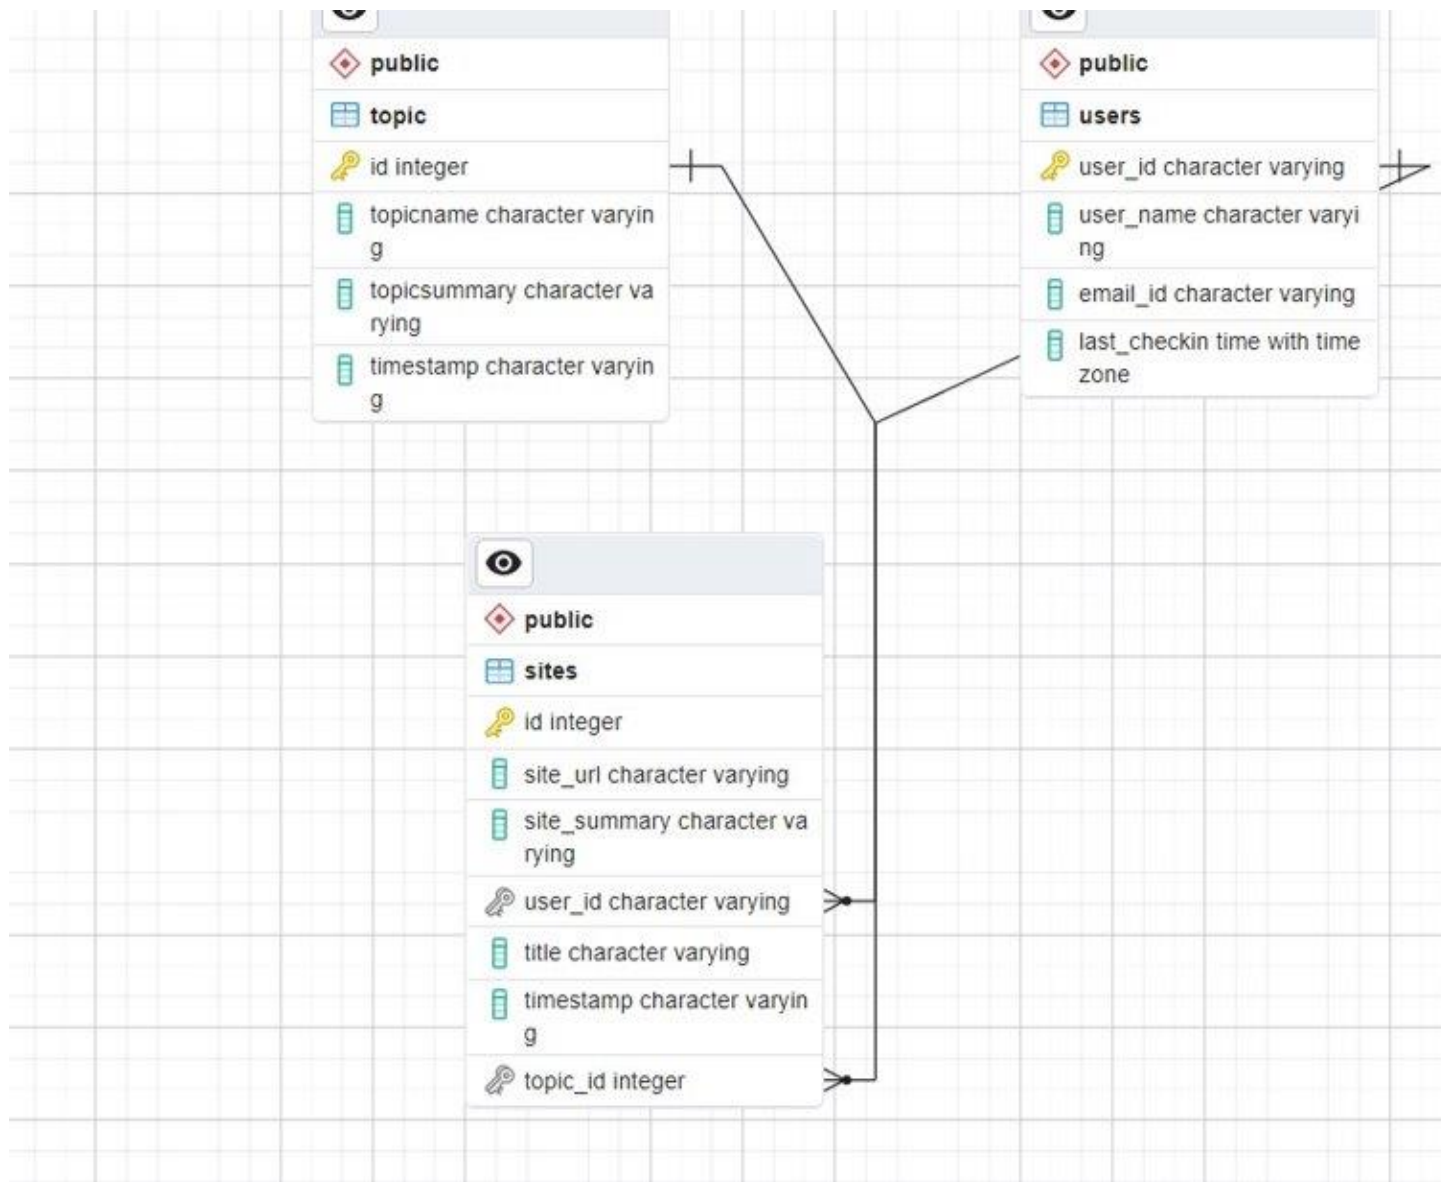 public
topic
id integer
topicname character varyin
g
topicsummary character va
rying
timestamp character varyin
g
public
users
user_id character varying
user_name character varyi
ng
email_id character varying
last_checkin time with time
zone
public
sites
id integer
site_url character varying
site_summary character va
rying
user_id character varying
title character varying
timestamp character varyin
g
topic_id integer